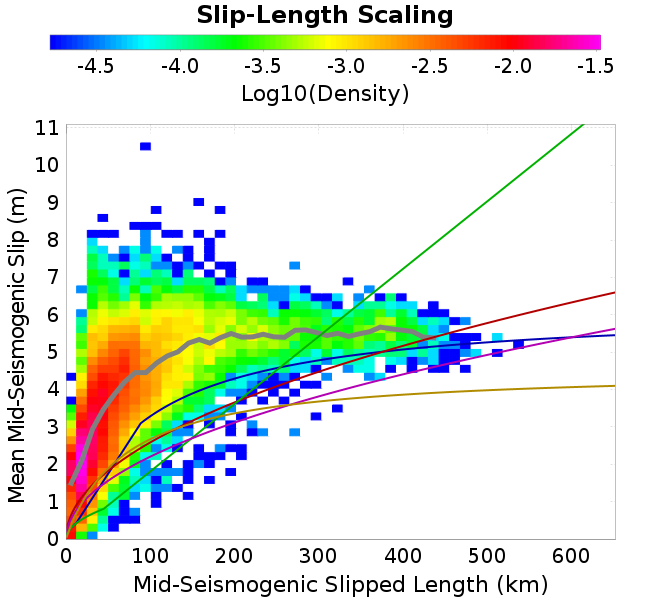 Slip-Length Scaling
-4.5 -4.0 -3.5 -3.0 -2.5 -2.0 -1.5
Log10(Density)
11
10
9
8
7
6
5
4
3
2
1
0
Mean Mid-Seismogenic Slip (m)
0 100 200 300 400 500 600
Mid-Seismogenic Slipped Length (km)